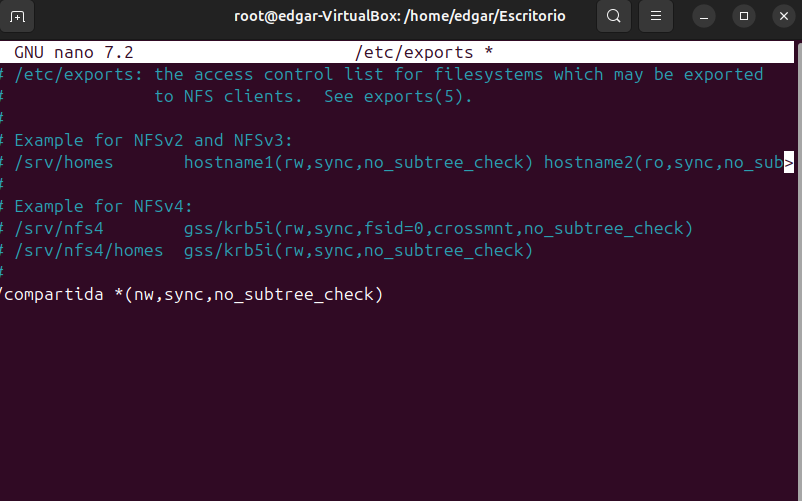 root@edgar-VirtualBox: /home/edgar/Escritorio
GNU nano 7.2 /etc/exports *
# /etc/exports: the access control list for filesystems which may be exported
# to NFS clients. See exports(5).
#
# Example for NFSv2 and NFSv3:
# /srv/homes hostname1(rw,sync,no_subtree_check) hostname2(ro,sync,no_sub>
#
# Example for NFSv4:
# /srv/nfs4 gss/krb5i(rw,sync,fsid=0,crossmnt,no_subtree_check)
# /srv/nfs4/homes gss/krb5i(rw,sync,no_subtree_check)
#
/compartida *(nw,sync,no_subtree_check)